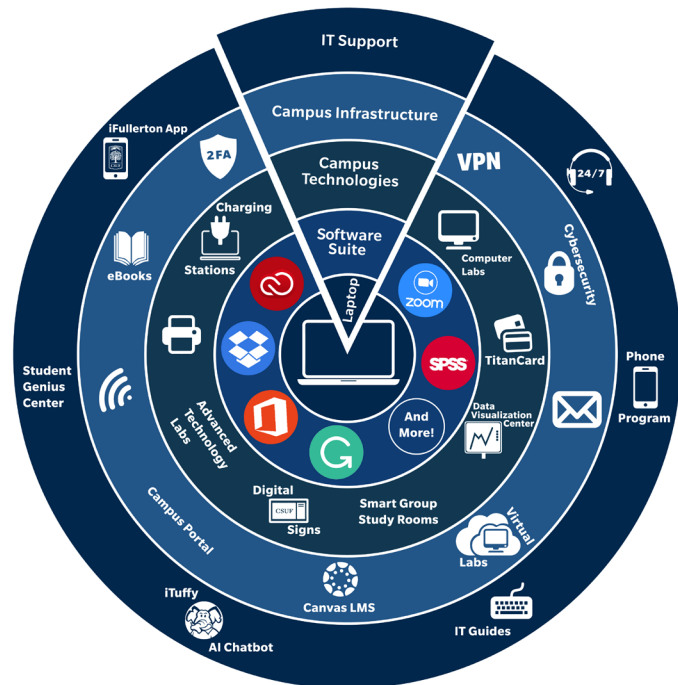 IT Support
Campus Infrastructure
Campus
Technologies
Software
Suite
Laptop
iFullerton App
2FA
VPN
24/7
Charging
Stations
Computer
Labs
Cybersecurity
eBooks
zoom
SPSS
TitanCard
Student
Genius
Center
Phone
Program
And
More!
Data
Visualization
Center
Advanced
Technology
Labs
Digital
CSUF
Signs
Smart Group
Study Rooms
Campus Portal
Virtual
Labs
Canvas LMS
iTuffy
AI Chatbot
IT Guides